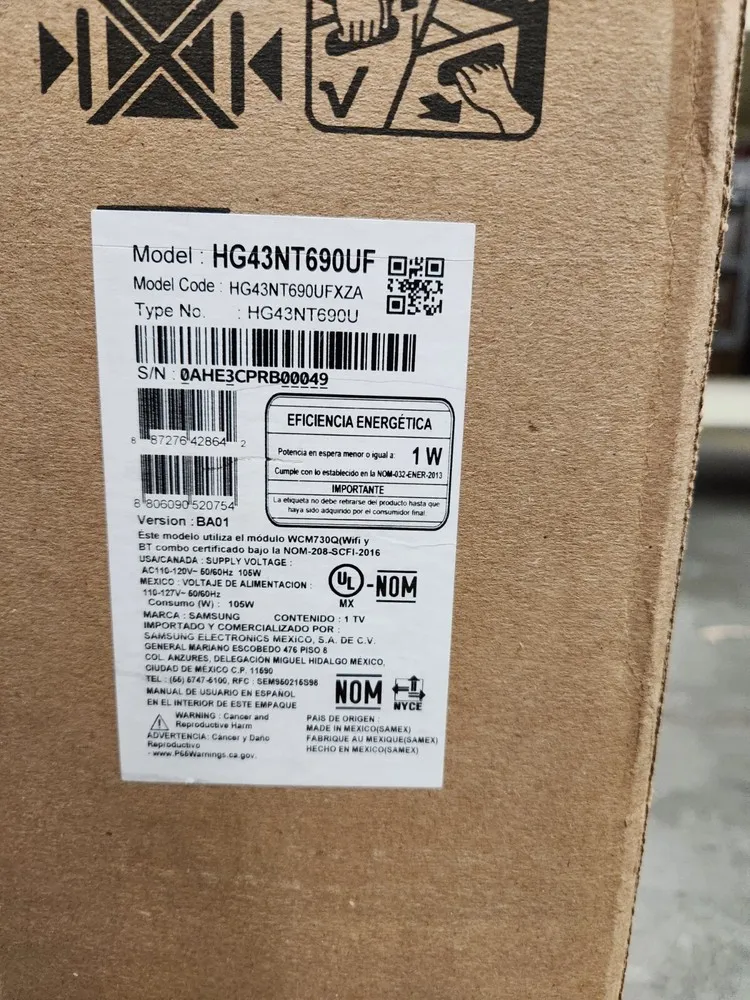 Model : HG43NT690UF
Model Code : HG43NT690UFXZA
Type No. : HG43NT690U
S/N : 0AHE3CPRB00049
8 87276 42864 2
8 806090 520754
EFICIENCIA ENERGÉTICA
Potencia en espera menor o igual a: 1 W
Cumple con lo establecido en la NOM-032-ENER-2013
IMPORTANTE
La etiqueta no debe retirarse del producto hasta que
haya sido adquirido por el consumidor final
Version : BA01
Este modelo utiliza el módulo WCM730Q(Wifi y
BT combo certificado bajo la NOM-208-SCFI-2016
USA/CANADA : SUPPLY VOLTAGE :
AC110-120V~ 50/60Hz 105W
MEXICO : VOLTAJE DE ALIMENTACION :
110-127V~ 50/60Hz
Consumo (W) : 105W
UL -NOM
MX
MARCA : SAMSUNG CONTENIDO : 1 TV
IMPORTADO Y COMERCIALIZADO POR :
SAMSUNG ELECTRONICS MEXICO, S.A. DE C.V.
GENERAL MARIANO ESCOBEDO 476 PISO 8
COL. ANZURES, DELEGACIÓN MIGUEL HIDALGO MEXICO,
CIUDAD DE MÉXICO C.P. 11590
TEL : (55) 5747-5100, RFC : SEM950215S98
MANUAL DE USUARIO EN ESPAÑOL
EN EL INTERIOR DE ESTE EMPAQUE
NOM NYCE
WARNING : Cancer and
Reproductive Harm
ADVERTENCIA: Cáncer y Daño
Reproductivo
- www.P65Warnings.ca.gov.
PAIS DE ORIGEN :
MADE IN MEXICO(SAMEX)
FABRIQUE AU MEXIQUE(SAMEX)
HECHO EN MEXICO(SAMEX)